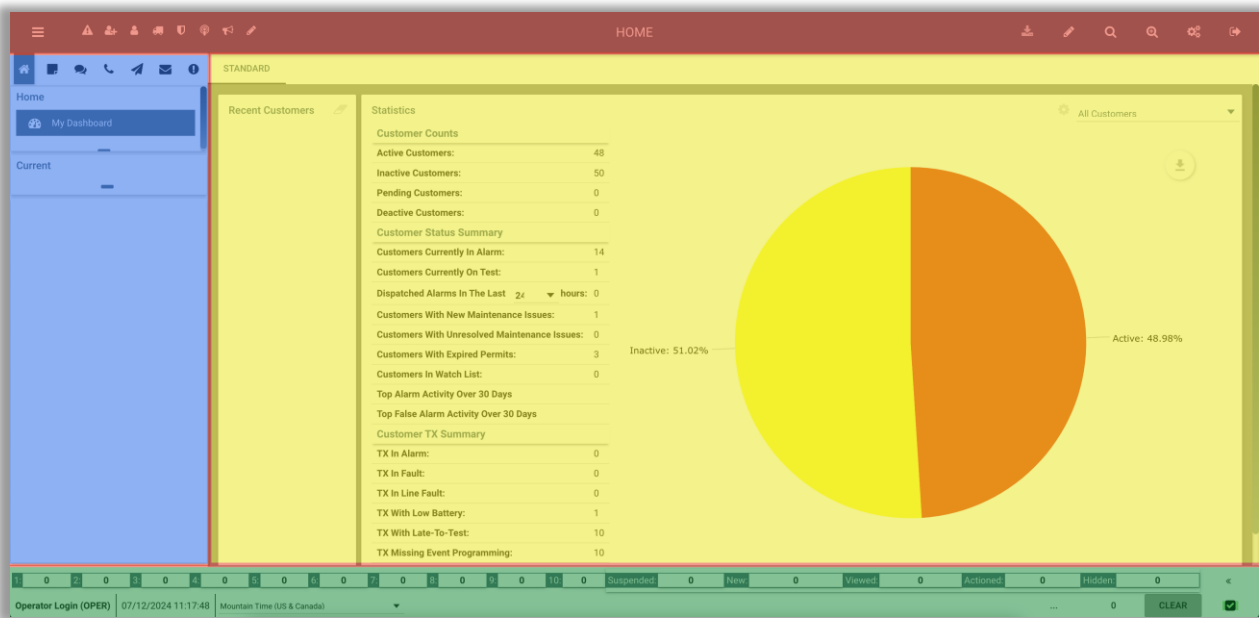 HOME
STANDARD
Home
My Dashboard
Current
Recent Customers
Statistics
All Customers
Customer Counts
Active Customers: 48
Inactive Customers: 50
Pending Customers: 0
Deactive Customers: 0
Customer Status Summary
Customers Currently In Alarm: 14
Customers Currently On Test: 1
Dispatched Alarms In The Last 24 hours: 0
Customers With New Maintenance Issues: 1
Customers With Unresolved Maintenance Issues: 0
Customers With Expired Permits: 3
Customers In Watch List: 0
Top Alarm Activity Over 30 Days
Top False Alarm Activity Over 30 Days
Customer TX Summary
TX In Alarm: 0
TX In Fault: 0
TX In Line Fault: 0
TX With Low Battery: 1
TX With Late-To-Test: 10
TX Missing Event Programming: 10
Inactive: 51.02%
Active: 48.98%
1: 0 2: 0 3: 0 4: 0 5: 0 6: 0 7: 0 8: 0 9: 0 10: 0 Suspended: 0 New: 0 Viewed: 0 Actioned: 0 Hidden: 0 «
Operator Login (OPER) 07/12/2024 11:17:48 Mountain Time (US & Canada) ... 0 CLEAR